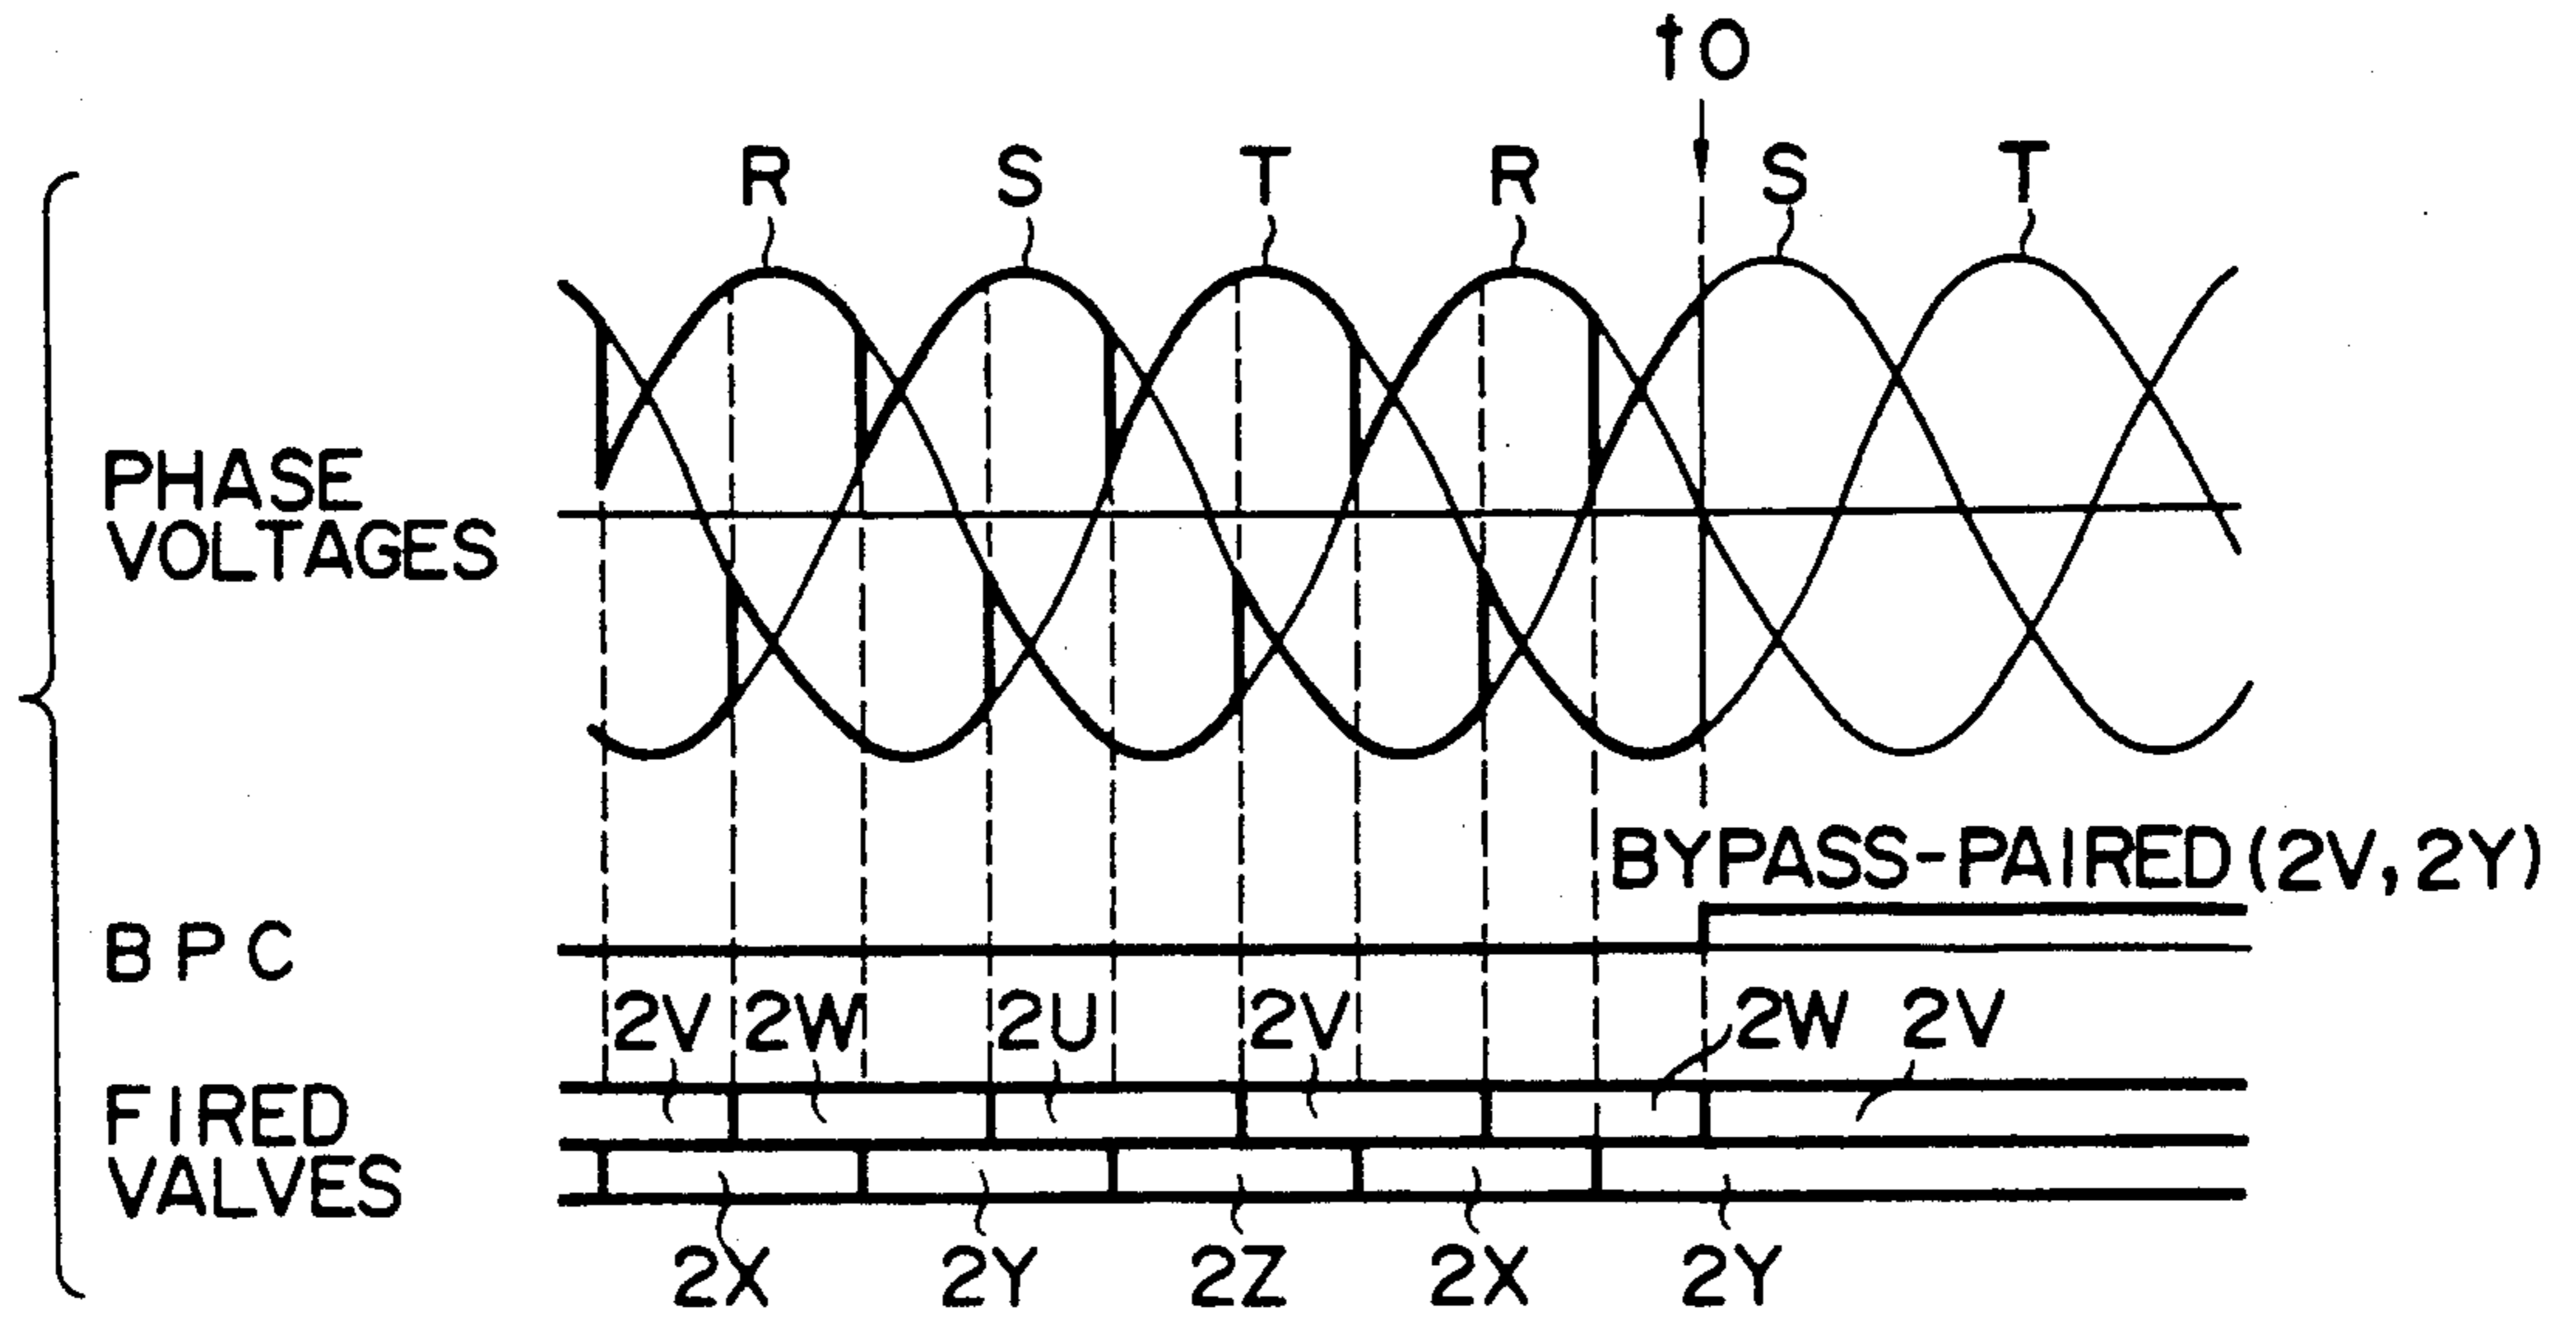 tO
R S T R S T
PHASE
VOLTAGES
BYPASS-PAIRED (2V, 2Y)
BPC
2V 2W 2U 2V 2W 2V
FIRED
VALVES
2X 2Y 2Z 2X 2Y